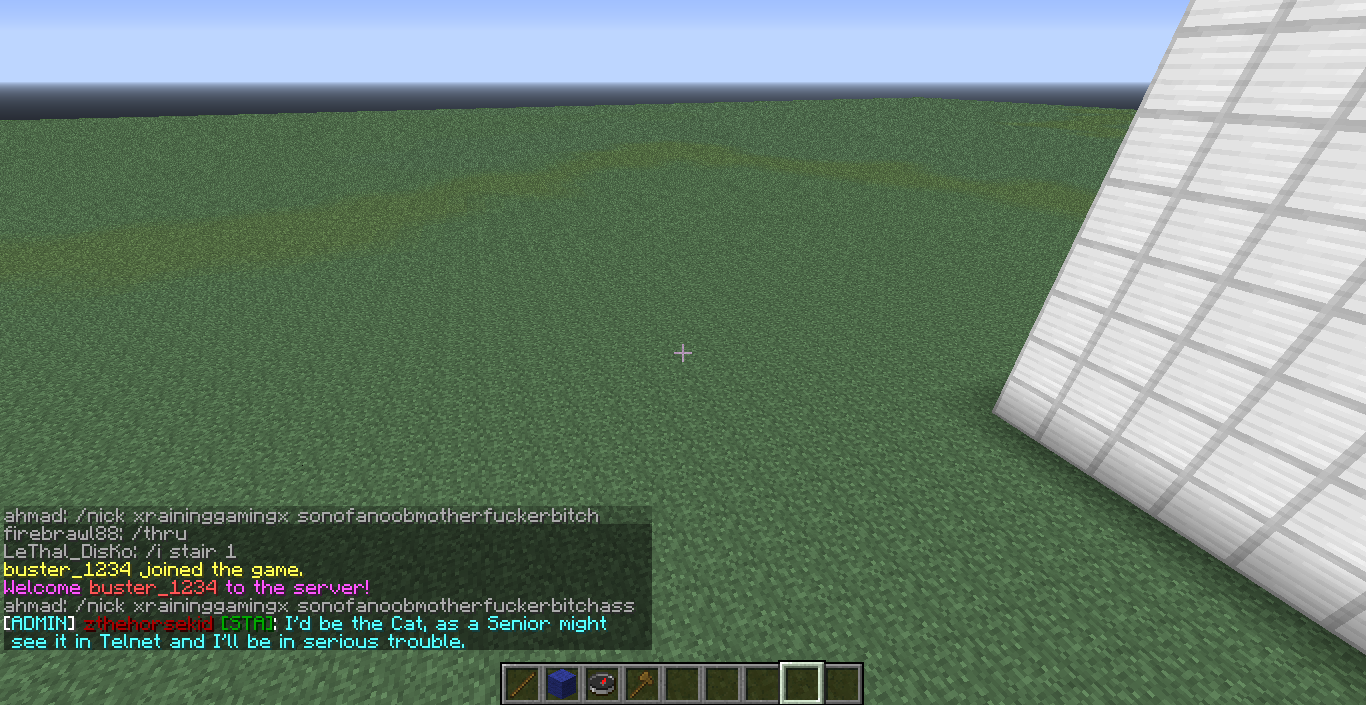 ahmad: /nick xraininggamingx sonofanoobmotherfuckerbitch
firebrawl88: /thru
LeThal_DisKo: /i stair 1
buster_1234 joined the game.
Welcome buster_1234 to the server!
ahmad: /nick xraininggamingx sonofanoobmotherfuckerbitchass
[ADMIN] zthehorsekid [STA]: I'd be the Cat, as a Senior might
see it in Telnet and I'll be in serious trouble.